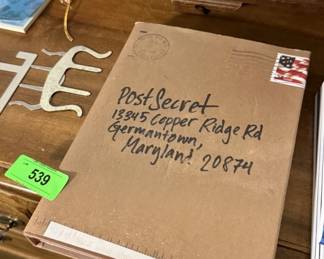 PostSecret
13345 Copper Ridge Rd
Germantown,
Maryland 20874
539